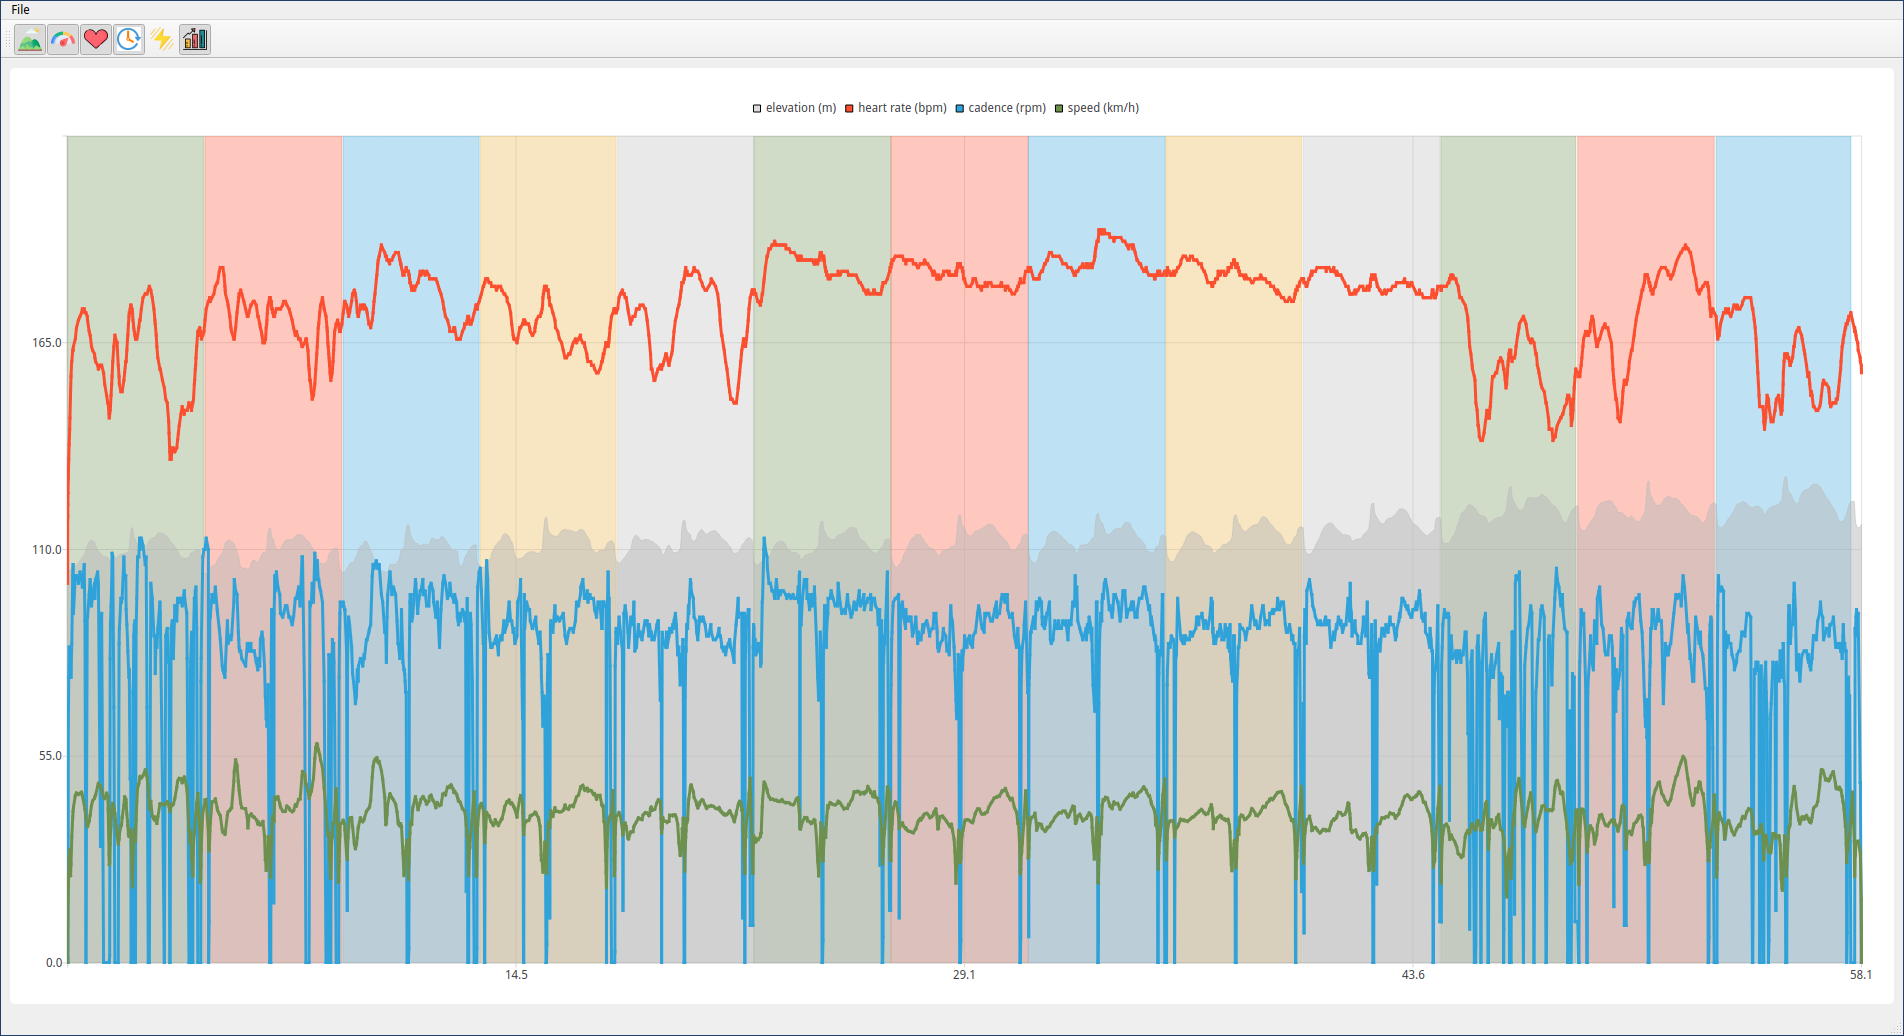 File
elevation (m) heart rate (bpm) cadence (rpm) speed (km/h)
165.0
110.0
55.0
0.0
14.5 29.1 43.6 58.1